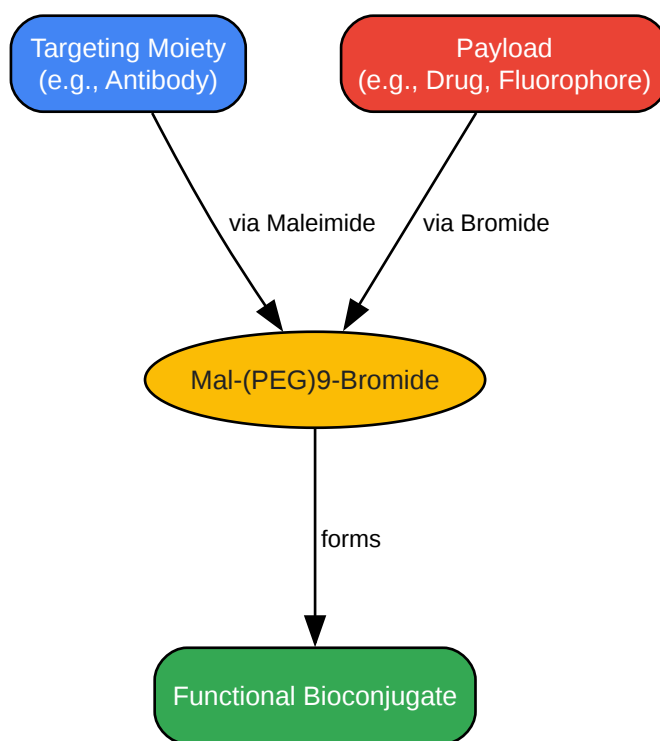 Targeting Moiety
(e.g., Antibody)
Payload
(e.g., Drug, Fluorophore)
via Maleimide
via Bromide
Mal-(PEG)9-Bromide
forms
Functional Bioconjugate